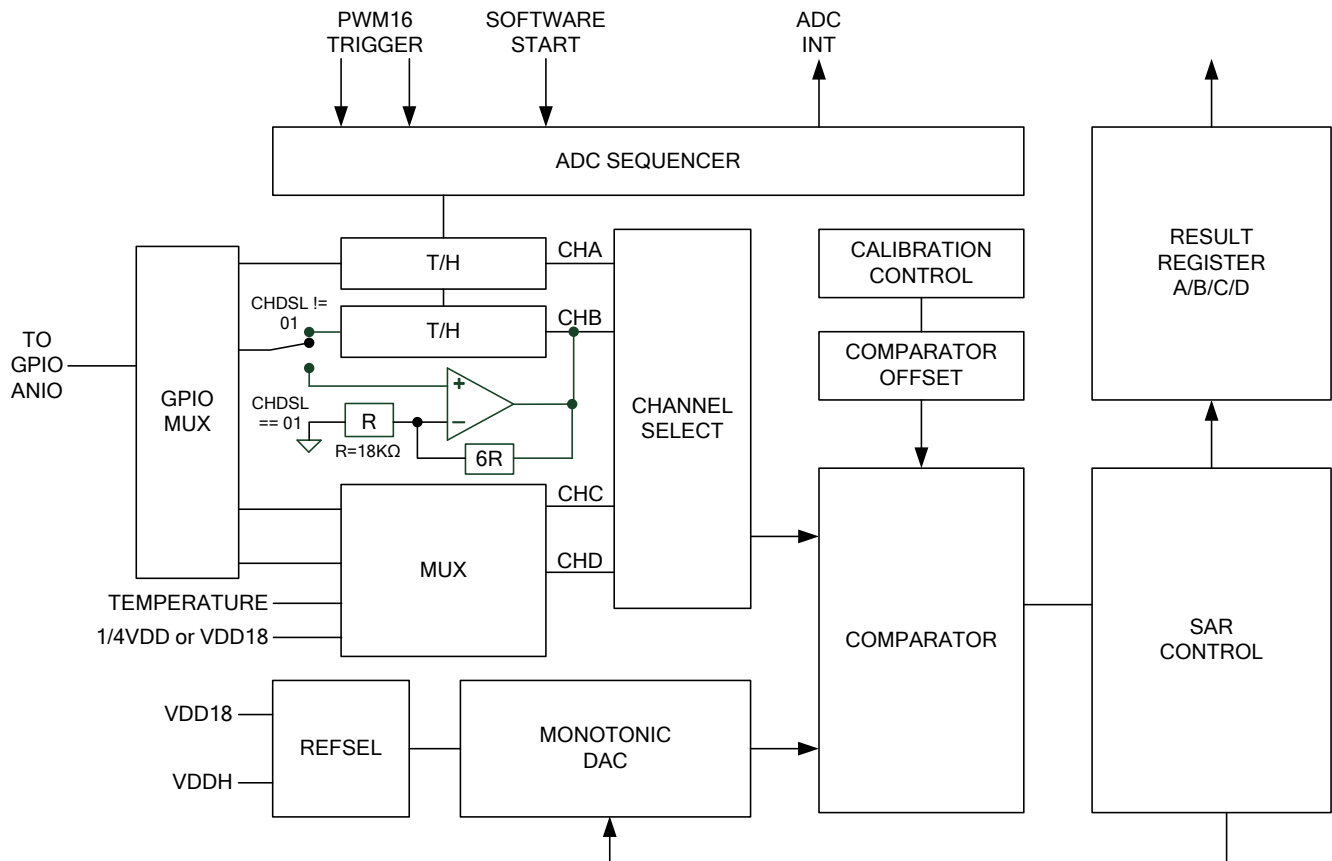 PWM16
TRIGGER
SOFTWARE
START
ADC
INT
ADC SEQUENCER
T/H
CHA
CHDSL !=
01
T/H
CHB
TO
GPIO
ANIO
GPIO
MUX
+
−
CHDSL
== 01
R
R=18KΩ
6R
CHANNEL
SELECT
CALIBRATION
CONTROL
COMPARATOR
OFFSET
RESULT
REGISTER
A/B/C/D
MUX
CHC
CHD
TEMPERATURE
1/4VDD or VDD18
COMPARATOR
SAR
CONTROL
VDD18
VDDH
REFSEL
MONOTONIC
DAC